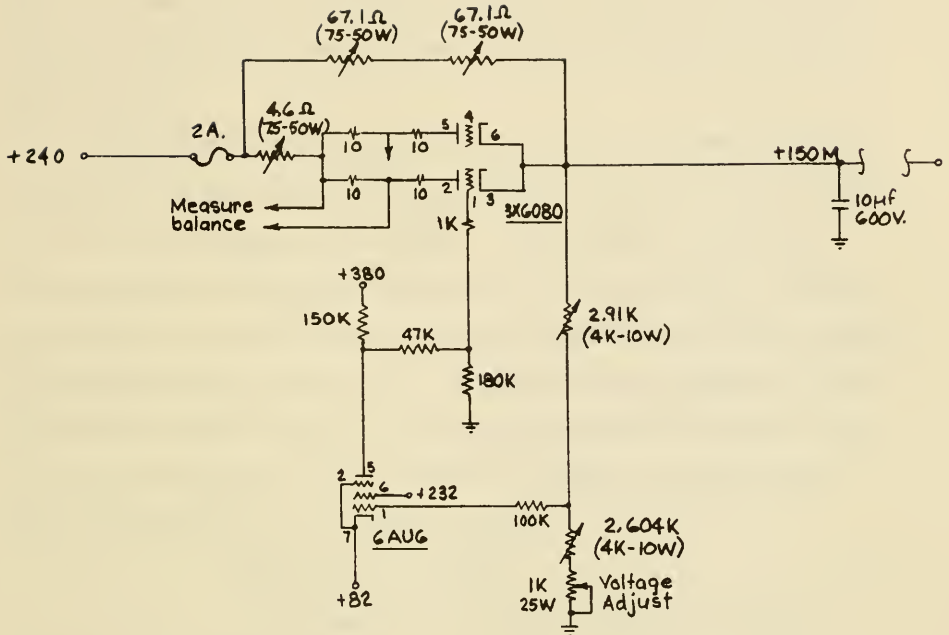 67.1Ω
(75-50W)
67.1Ω
(75-50W)
4.6Ω
(75-50W)
2A.
+240
10
10
5
4
6
10
10
2
1
3
3X6080
Measure
balance
1K
+150M
10μf
600V.
+380
150K
47K
180K
2.91K
(4K-10W)
2
5
6
+232
1
7
6AU6
+82
100K
2.604K
(4K-10W)
1K
25W
Voltage
Adjust